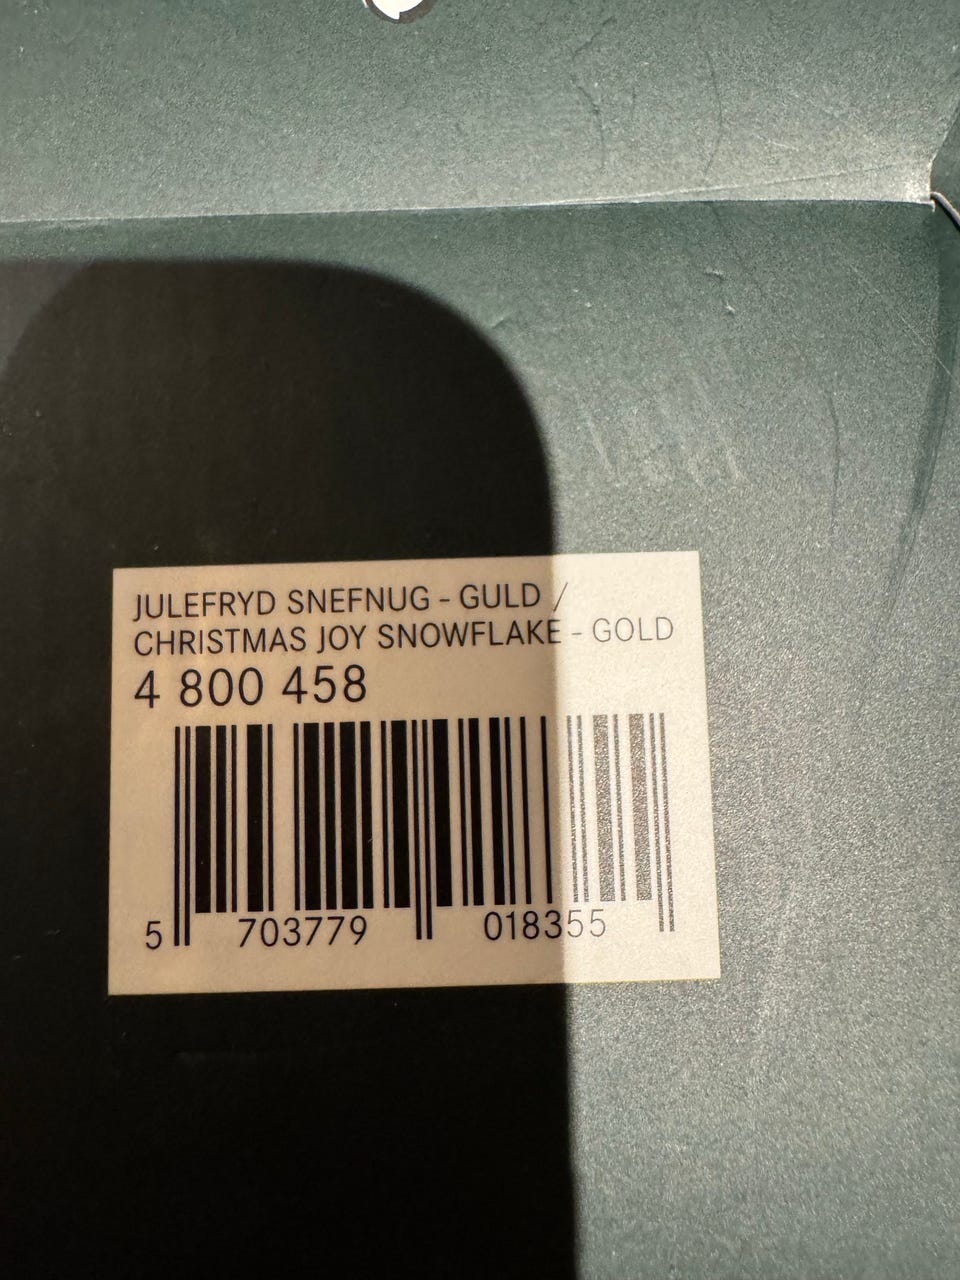 JULEFRYD SNEFNUG - GULD /
CHRISTMAS JOY SNOWFLAKE - GOLD
4 800 458
5 703779 018355